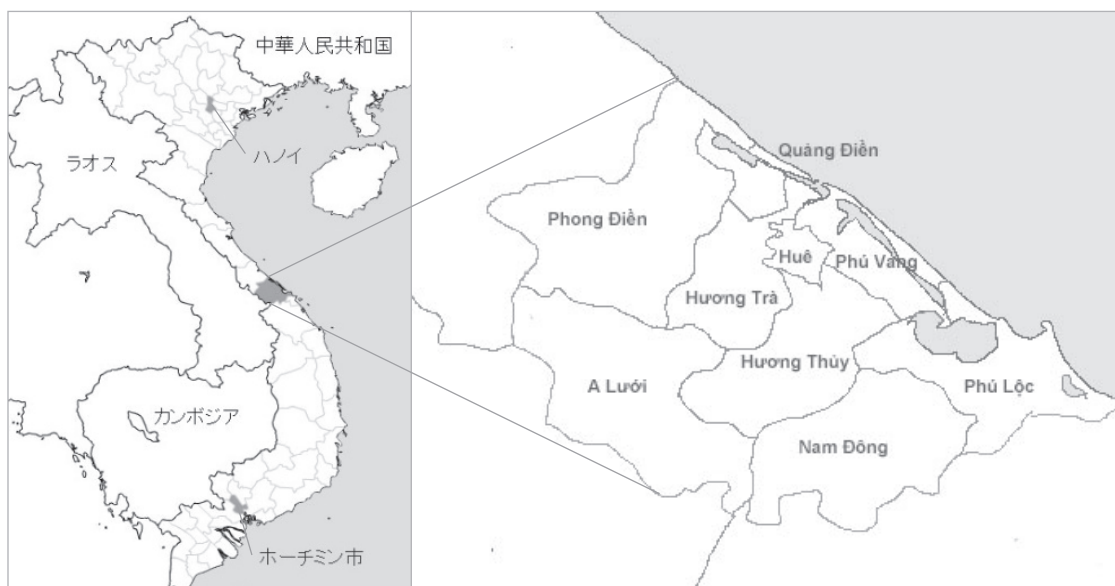 中華人民共和国
ハノイ
ラオス
カンボジア
ホーチミン市
Quảng Điền
Phong Điền
Huê
Phú Vang
Hương Trà
Hương Thủy
A Lưới
Phú Lộc
Nam Đông